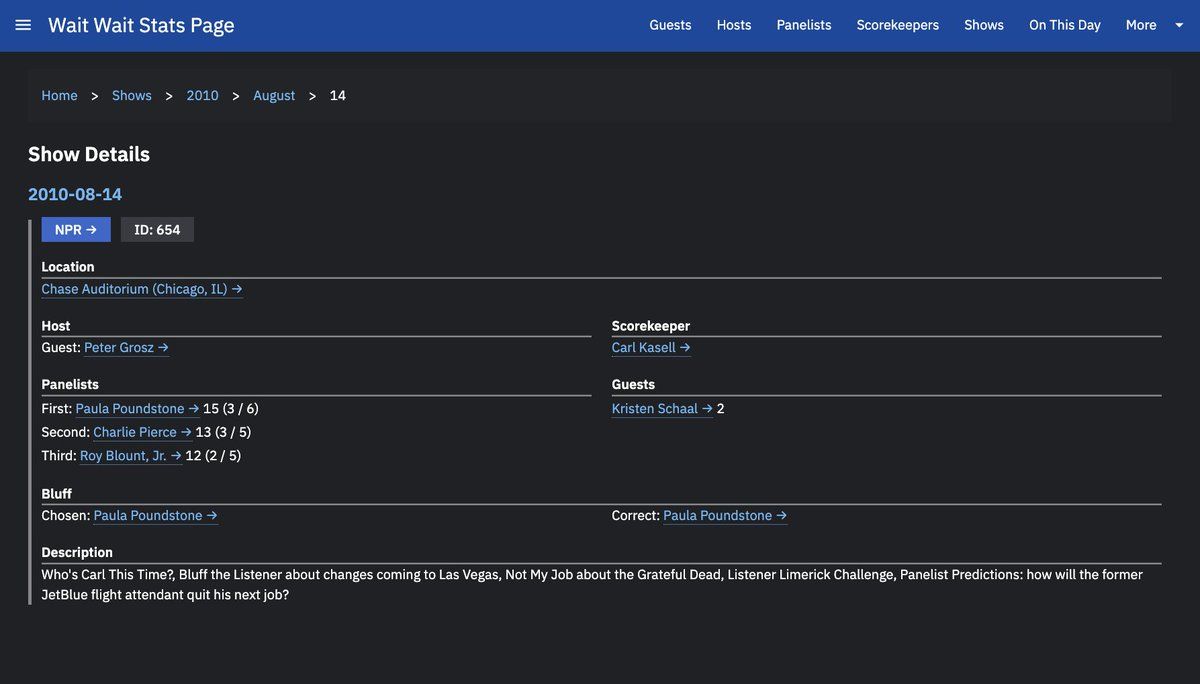 Wait Wait Stats Page
Guests Hosts Panelists Scorekeepers Shows On This Day More
Home > Shows > 2010 > August > 14
Show Details
2010-08-14
NPR → ID: 654
Location
Chase Auditorium (Chicago, IL) →
Host
Guest: Peter Grosz →
Scorekeeper
Carl Kasell →
Panelists
First: Paula Poundstone → 15 (3 / 6)
Second: Charlie Pierce → 13 (3 / 5)
Third: Roy Blount, Jr. → 12 (2 / 5)
Guests
Kristen Schaal → 2
Bluff
Chosen: Paula Poundstone →
Correct: Paula Poundstone →
Description
Who's Carl This Time?, Bluff the Listener about changes coming to Las Vegas, Not My Job about the Grateful Dead, Listener Limerick Challenge, Panelist Predictions: how will the former
JetBlue flight attendant quit his next job?